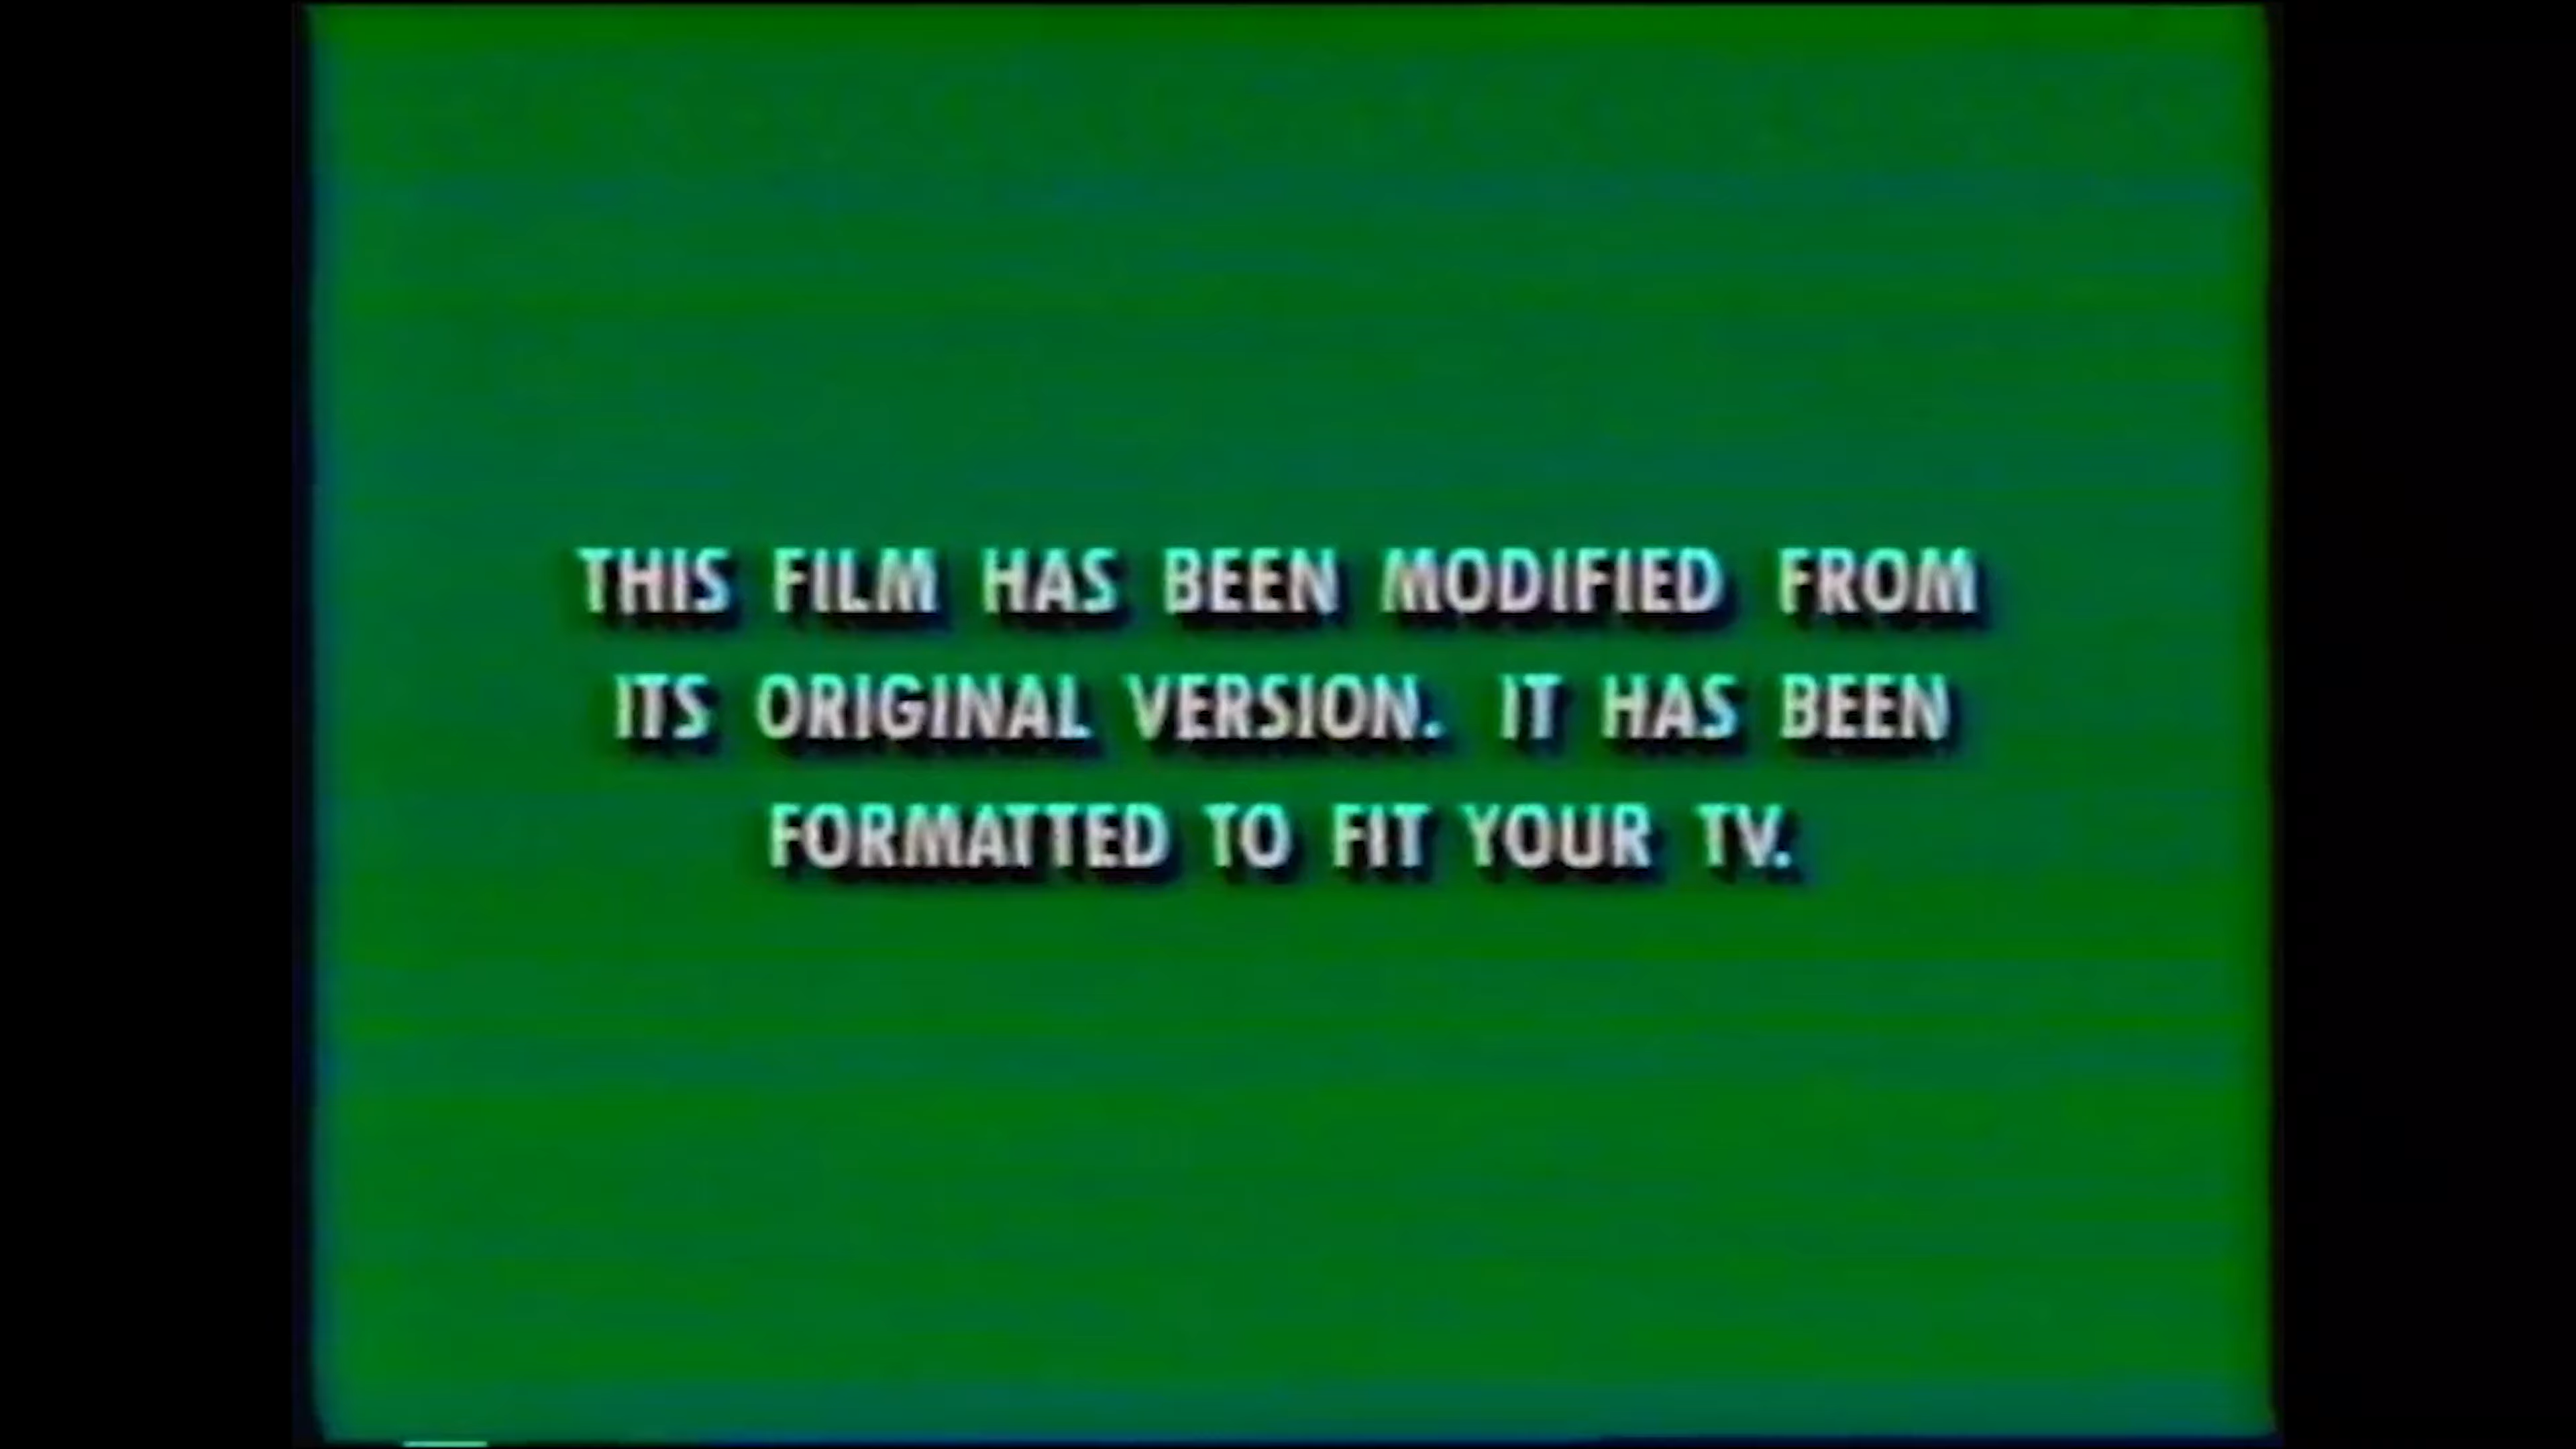 THIS FILM HAS BEEN MODIFIED FROM
ITS ORIGINAL VERSION. IT HAS BEEN
FORMATTED TO FIT YOUR TV.